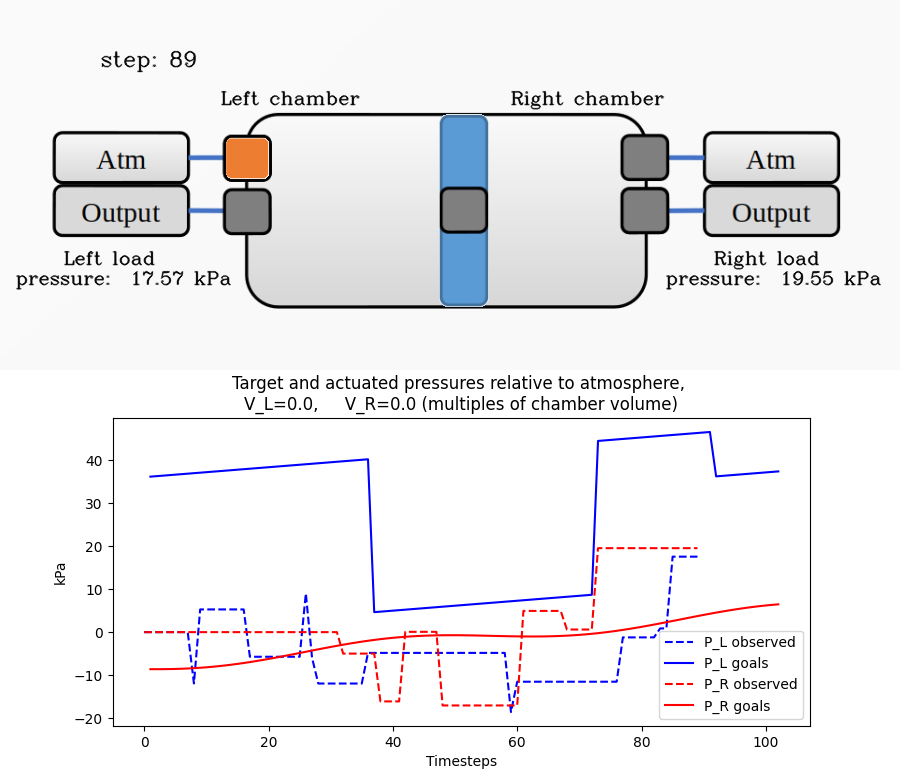 step: 89
Left chamber
Right chamber
Atm
Atm
Output
Output
Left load
pressure: 17.57 kPa
Right load
pressure: 19.55 kPa
Target and actuated pressures relative to atmosphere,
V_L=0.0, V_R=0.0 (multiples of chamber volume)
kPa
40
30
20
10
0
−10
−20
P_L observed
P_L goals
P_R observed
P_R goals
0 20 40 60 80 100
Timesteps